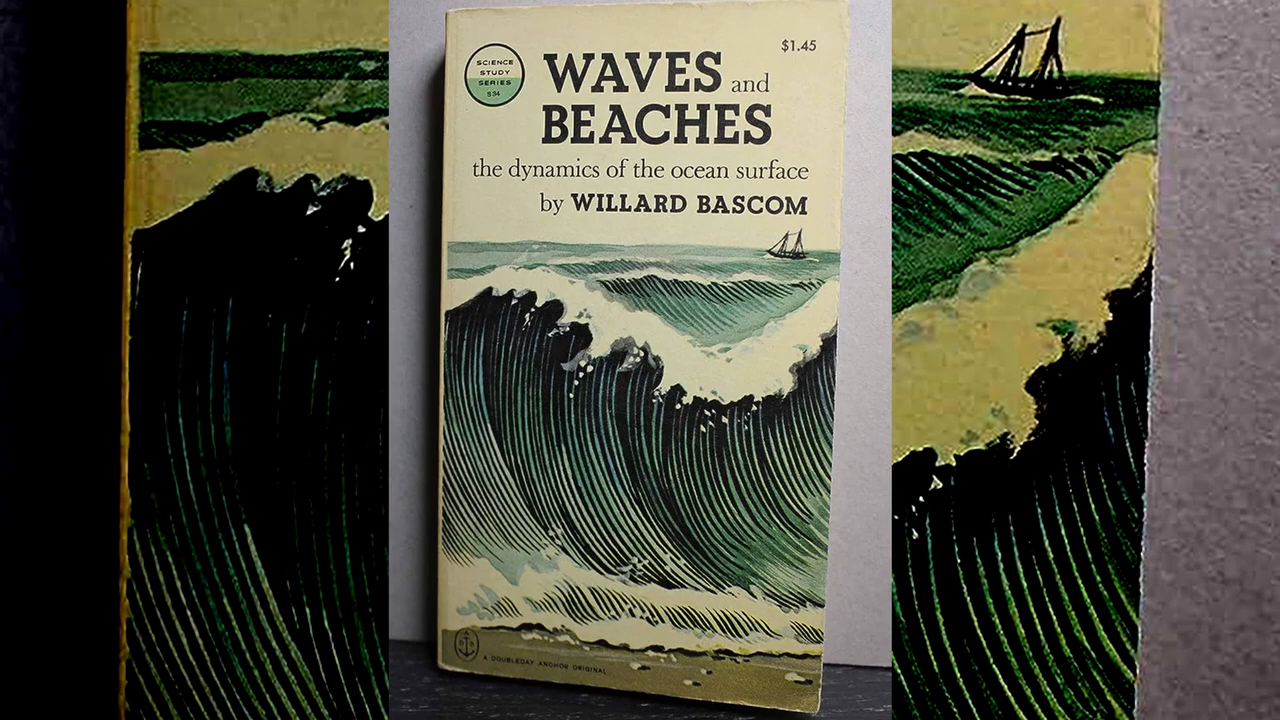 SCIENCE
STUDY
SERIES
S34
$1.45
WAVES and
BEACHES
the dynamics of the ocean surface
by WILLARD BASCOM
A DOUBLEDAY ANCHOR ORIGINAL